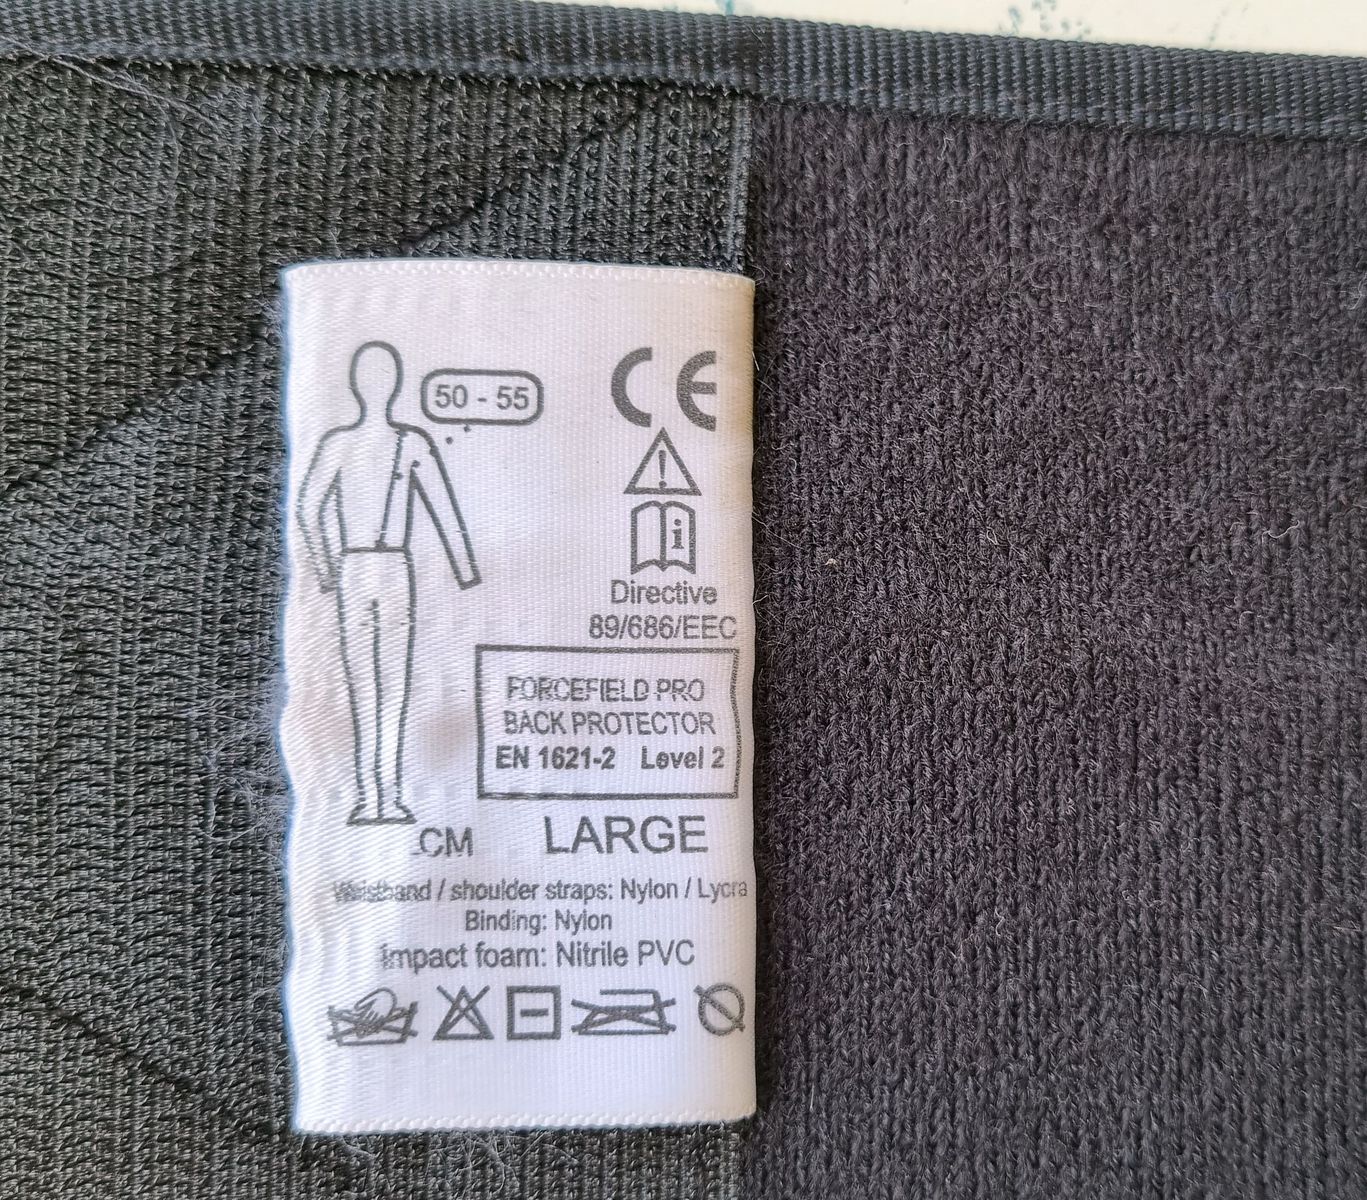 50 - 55
CE
!
i
Directive
89/686/EEC
FORCEFIELD PRO
BACK PROTECTOR
EN 1621-2 Level 2
CM
LARGE
Waistband / shoulder straps: Nylon / Lycra
Binding: Nylon
Impact foam: Nitrile PVC